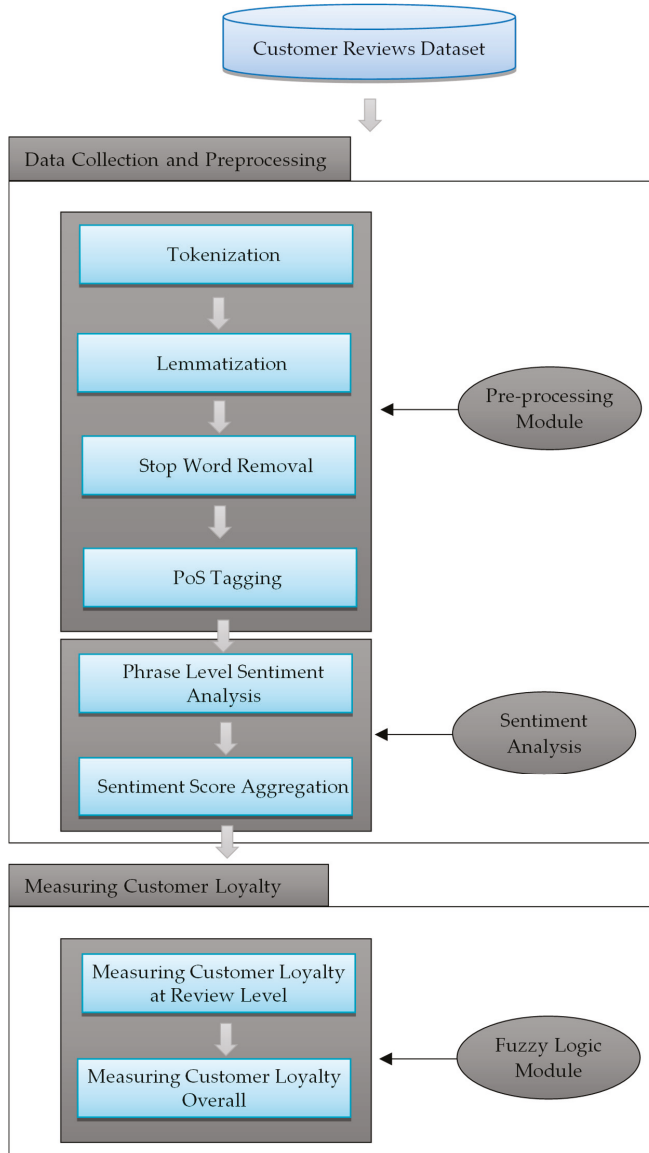 Customer Reviews Dataset
Data Collection and Preprocessing
Tokenization
Lemmatization
Pre-processing
Module
Stop Word Removal
PoS Tagging
Phrase Level Sentiment
Analysis
Sentiment
Analysis
Sentiment Score Aggregation
Measuring Customer Loyalty
Measuring Customer Loyalty
at Review Level
Fuzzy Logic
Module
Measuring Customer Loyalty
Overall